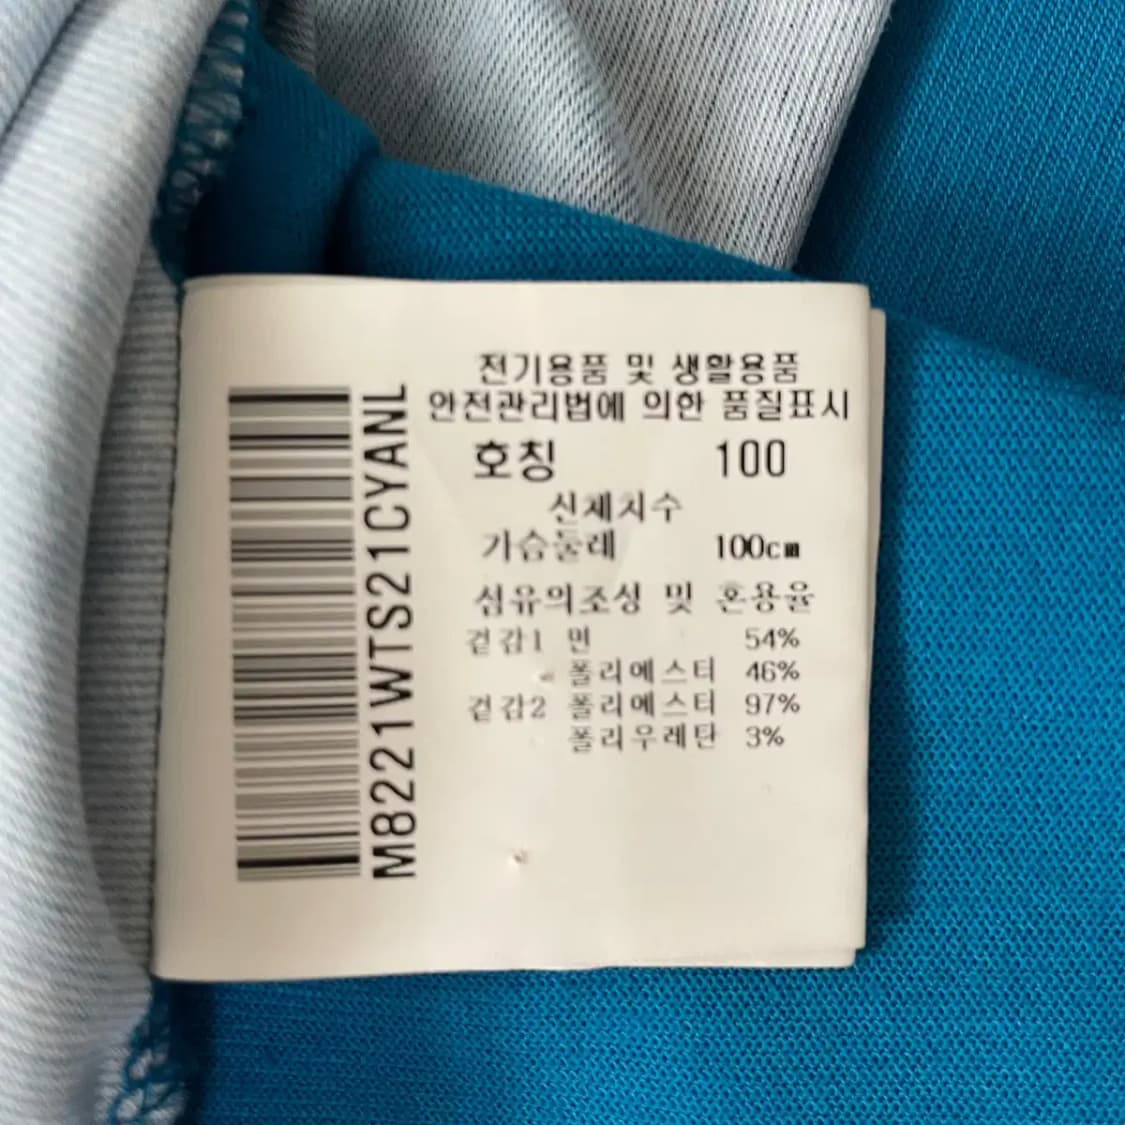 전기용품 및 생활용품
안전관리법에 의한 품질표시
호칭 100
신체치수
가슴둘레 100cm
섬유의조성 및 혼용율
겉감1 면 54%
폴리에스터 46%
겉감2 폴리에스터 97%
폴리우레탄 3%
M8221WTS21CYANL